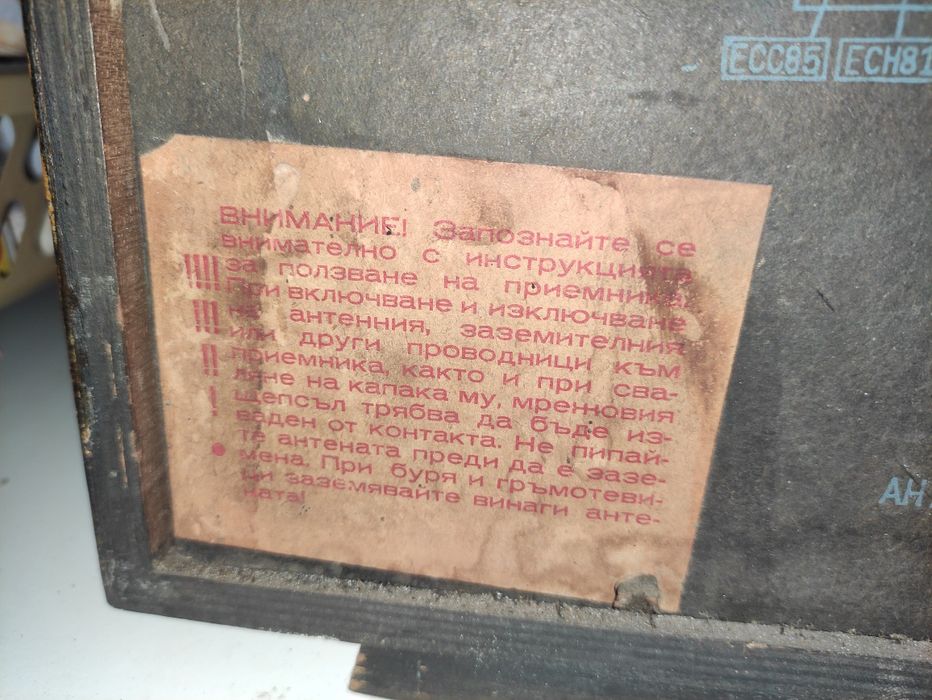 ECC85 ECH81
ВНИМАНИЕ! Запознайте се
внимателно с инструкцията
!!!! за ползване на приемника.
При включване и изключване
!!! на антенния, заземителния
или други проводници към
!! приемника, както и при сва-
ляне на капака му, мрежовия
! щепсъл трябва да бъде из-
ваден от контакта. Не пипай-
те антената преди да е зазе-
мена. При буря и гръмотеви-
ци заземявайте винаги анте-
ната!
АН